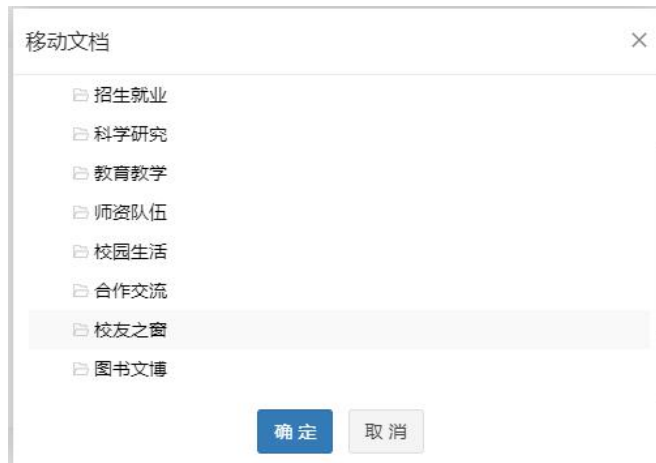 移动文档
招生就业
科学研究
教育教学
师资队伍
校园生活
合作交流
校友之窗
图书文博
确定 取消